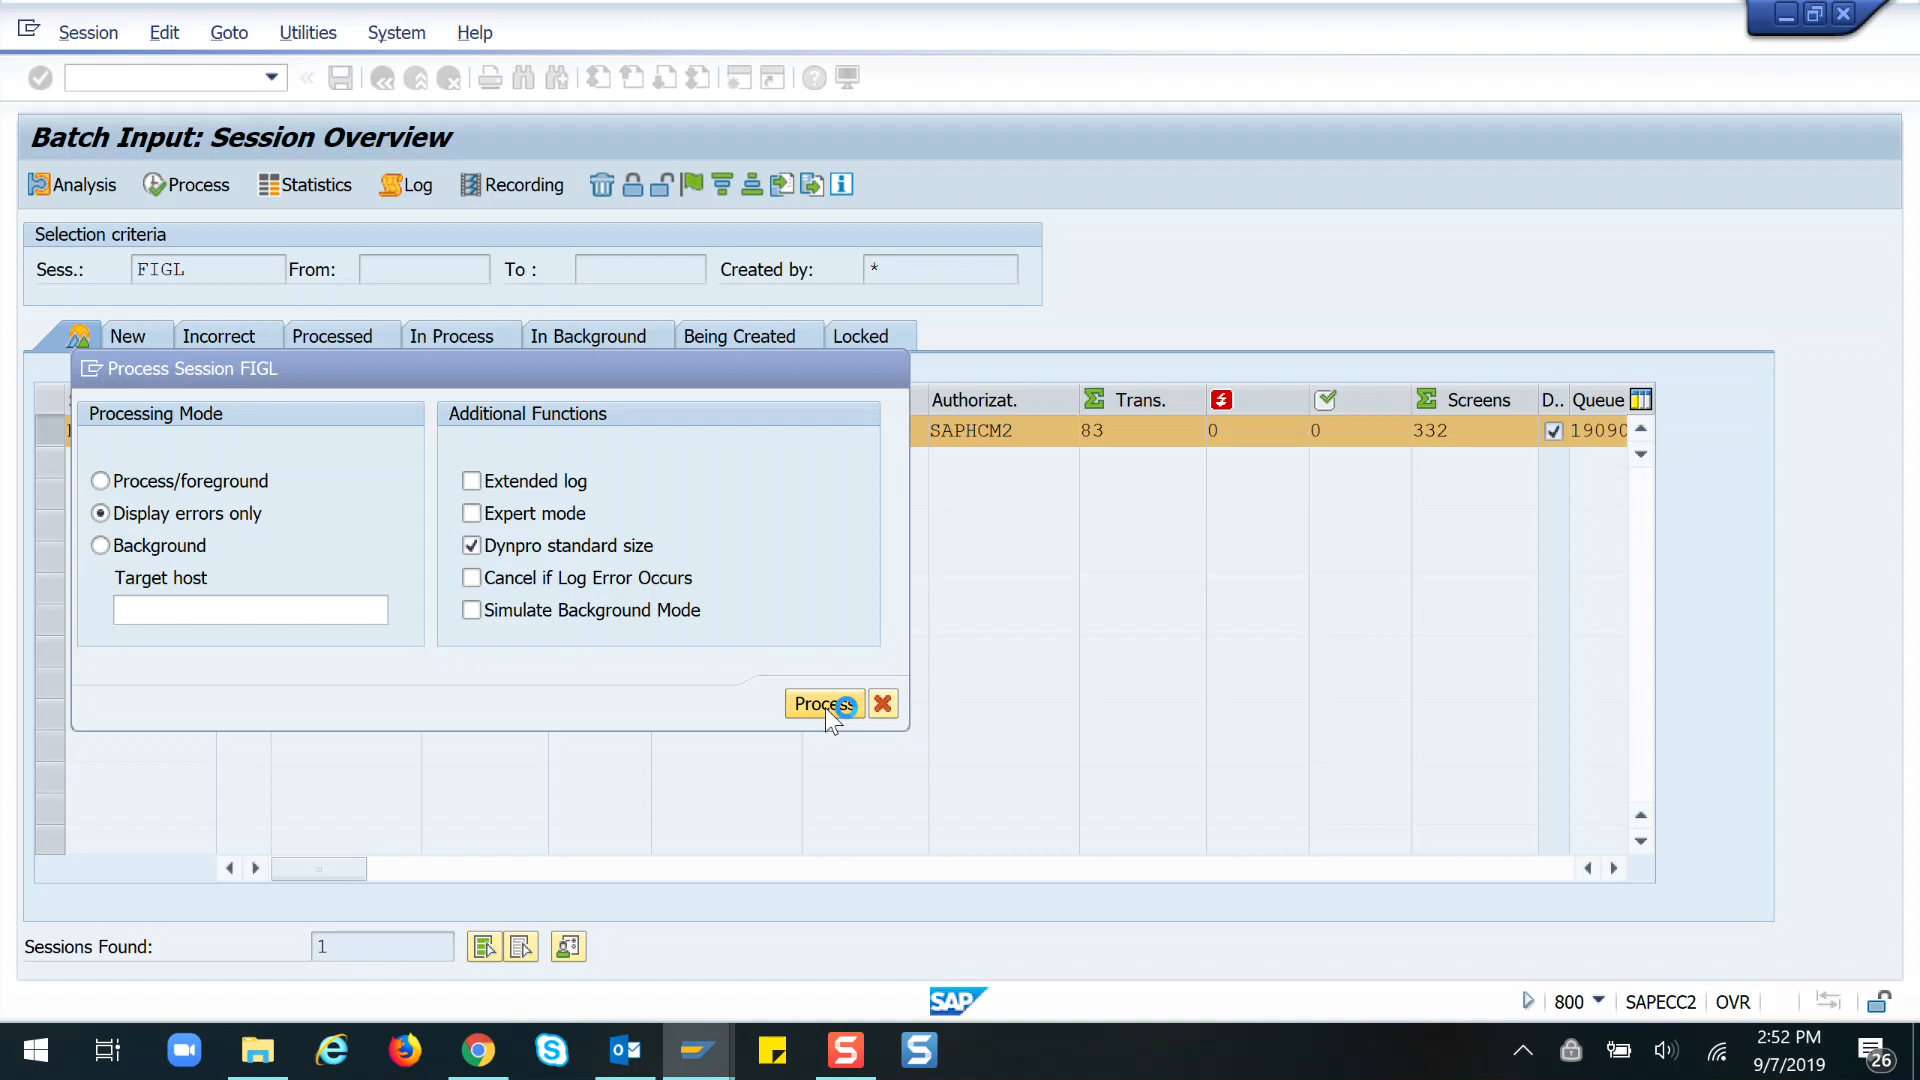 Session Edit Goto Utilities System Help
Batch Input: Session Overview
Analysis Process Statistics Log Recording
Selection criteria
Sess.: FIGL From: To : Created by: *
New Incorrect Processed In Process In Background Being Created Locked
Process Session FIGL
Authorizat. Trans. Screens D.. Queue
SAPHCM2 83 0 0 332 19090
Processing Mode
Process/foreground
Display errors only
Background
Target host
Additional Functions
Extended log
Expert mode
Dynpro standard size
Cancel if Log Error Occurs
Simulate Background Mode
Process
Sessions Found: 1
SAP
800 SAPECC2 OVR
2:52 PM
9/7/2019
26